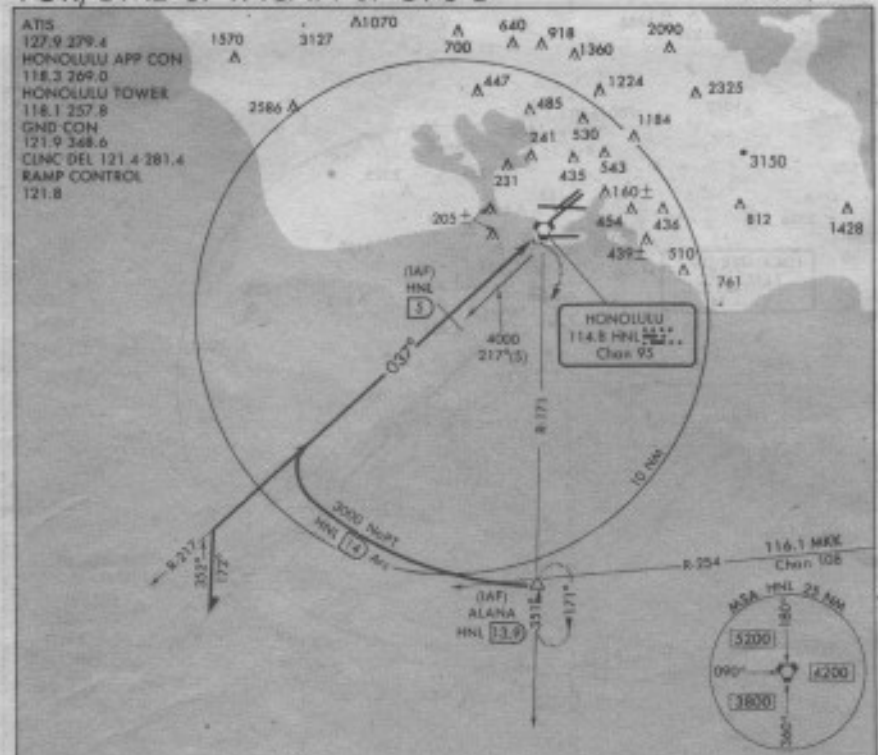 ATIS
127.9 279.4
HONOLULU APP CON
118.3 269.0
HONOLULU TOWER
118.1 257.8
GND CON
121.9 348.6
CLNC DEL 121.4 281.4
RAMP CONTROL
121.8
1570
3127
1070
700
640
918
1360
2090
2586
447
485
1224
2325
530
1184
241
231
435
543
3150
205±
160±
454
436
812
1428
439±
510
761
(IAF)
HNL
5
4000
217°(5)
HONOLULU
114.8 HNL
Chan 95
037°
R-171
10 NM
3000 NoPT
HNL 14 Arc
R-217
352°
172°
(IAF)
ALANA
HNL 13.9
351°
171°
R-254
116.1 MKK
Chan 108
MSA HNL 25 NM
180°
5200
090°
4200
3800
060°